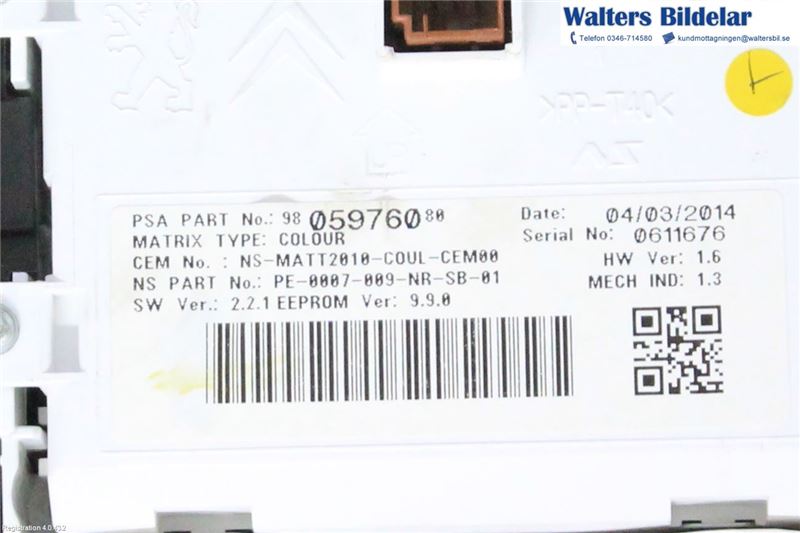 Walters Bildelar
Telefon 0346-714580 kundmottagningen@waltersbil.se
>PP-T40<
PSA PART No.: 98 059760 80
MATRIX TYPE: COLOUR
CEM No. : NS-MATT2010-COUL-CEM00
NS PART No.: PE-0007-009-NR-SB-01
SW Ver.: 2.2.1 EEPROM Ver: 9.9.0
Date: 04/03/2014
Serial No: 0611676
HW Ver: 1.6
MECH IND: 1.3